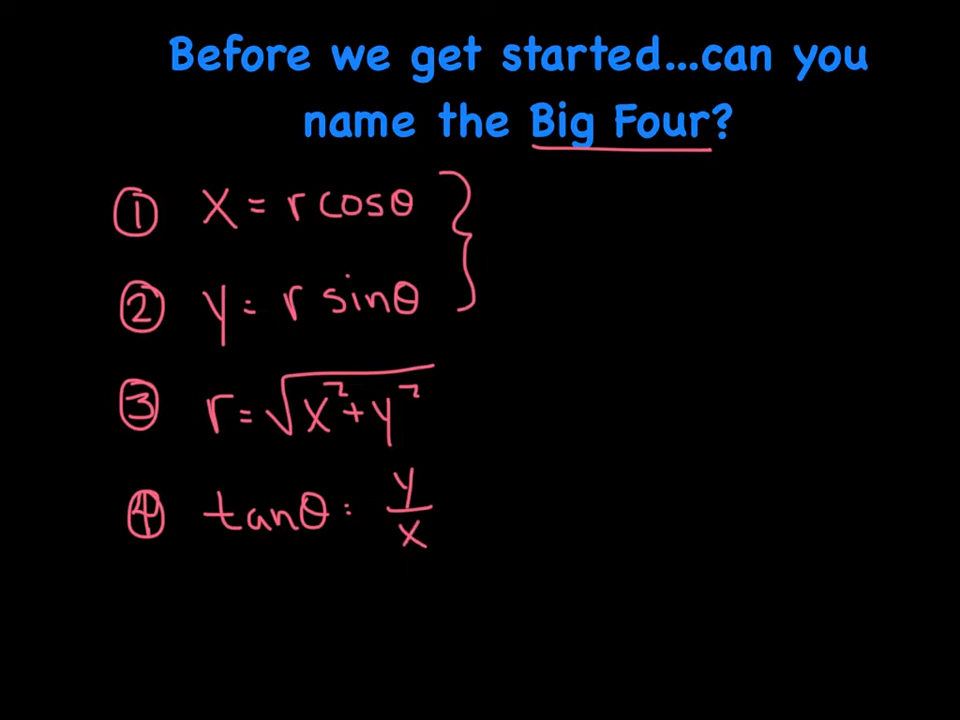 Before we get started...can you
name the Big Four?
① x = r cosθ
② y = r sinθ
③ r = √x²+y²
④ tanθ = y/x